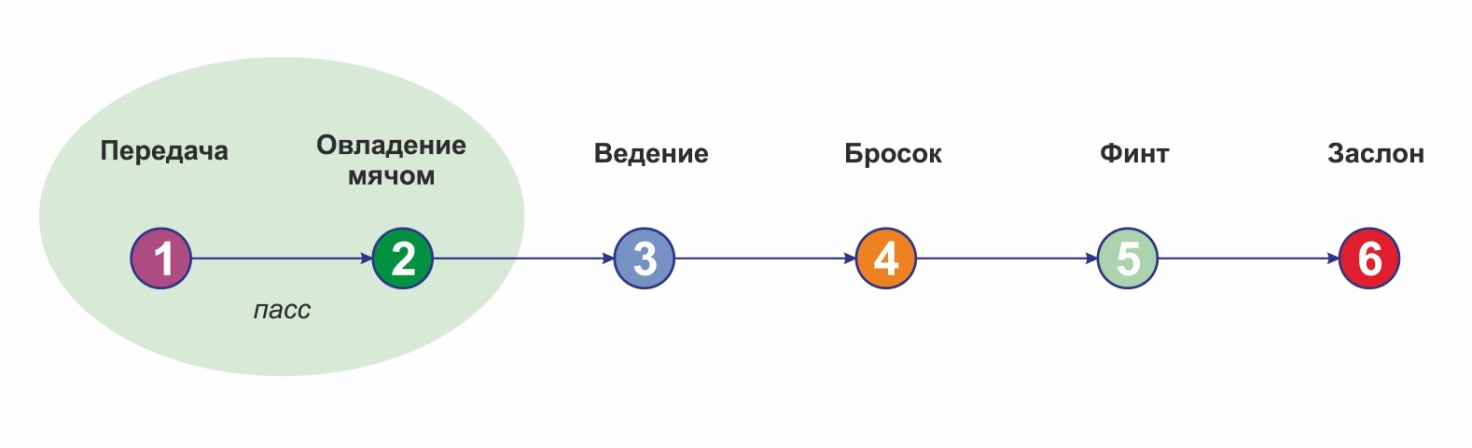 Передача
Овладение
мячом
Ведение
Бросок
Финт
Заслон
1
2
3
4
5
6
пасс